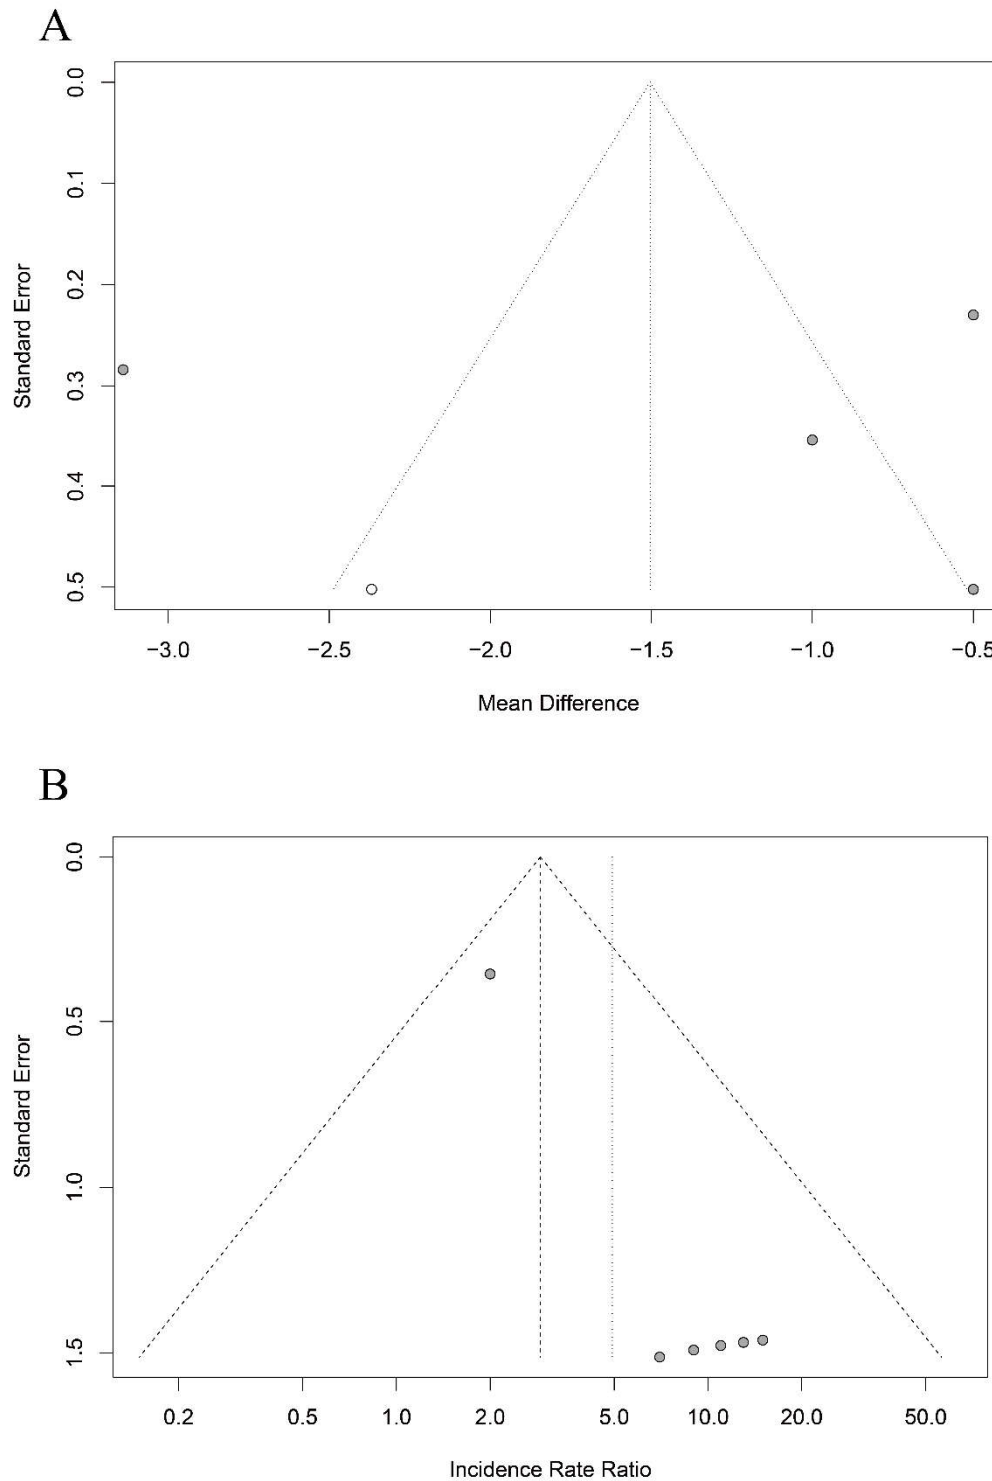 A
0.0
0.1
0.2
0.3
0.4
0.5
Standard Error
−3.0 −2.5 −2.0 −1.5 −1.0 −0.5
Mean Difference
B
0.0
0.5
1.0
1.5
Standard Error
0.2 0.5 1.0 2.0 5.0 10.0 20.0 50.0
Incidence Rate Ratio